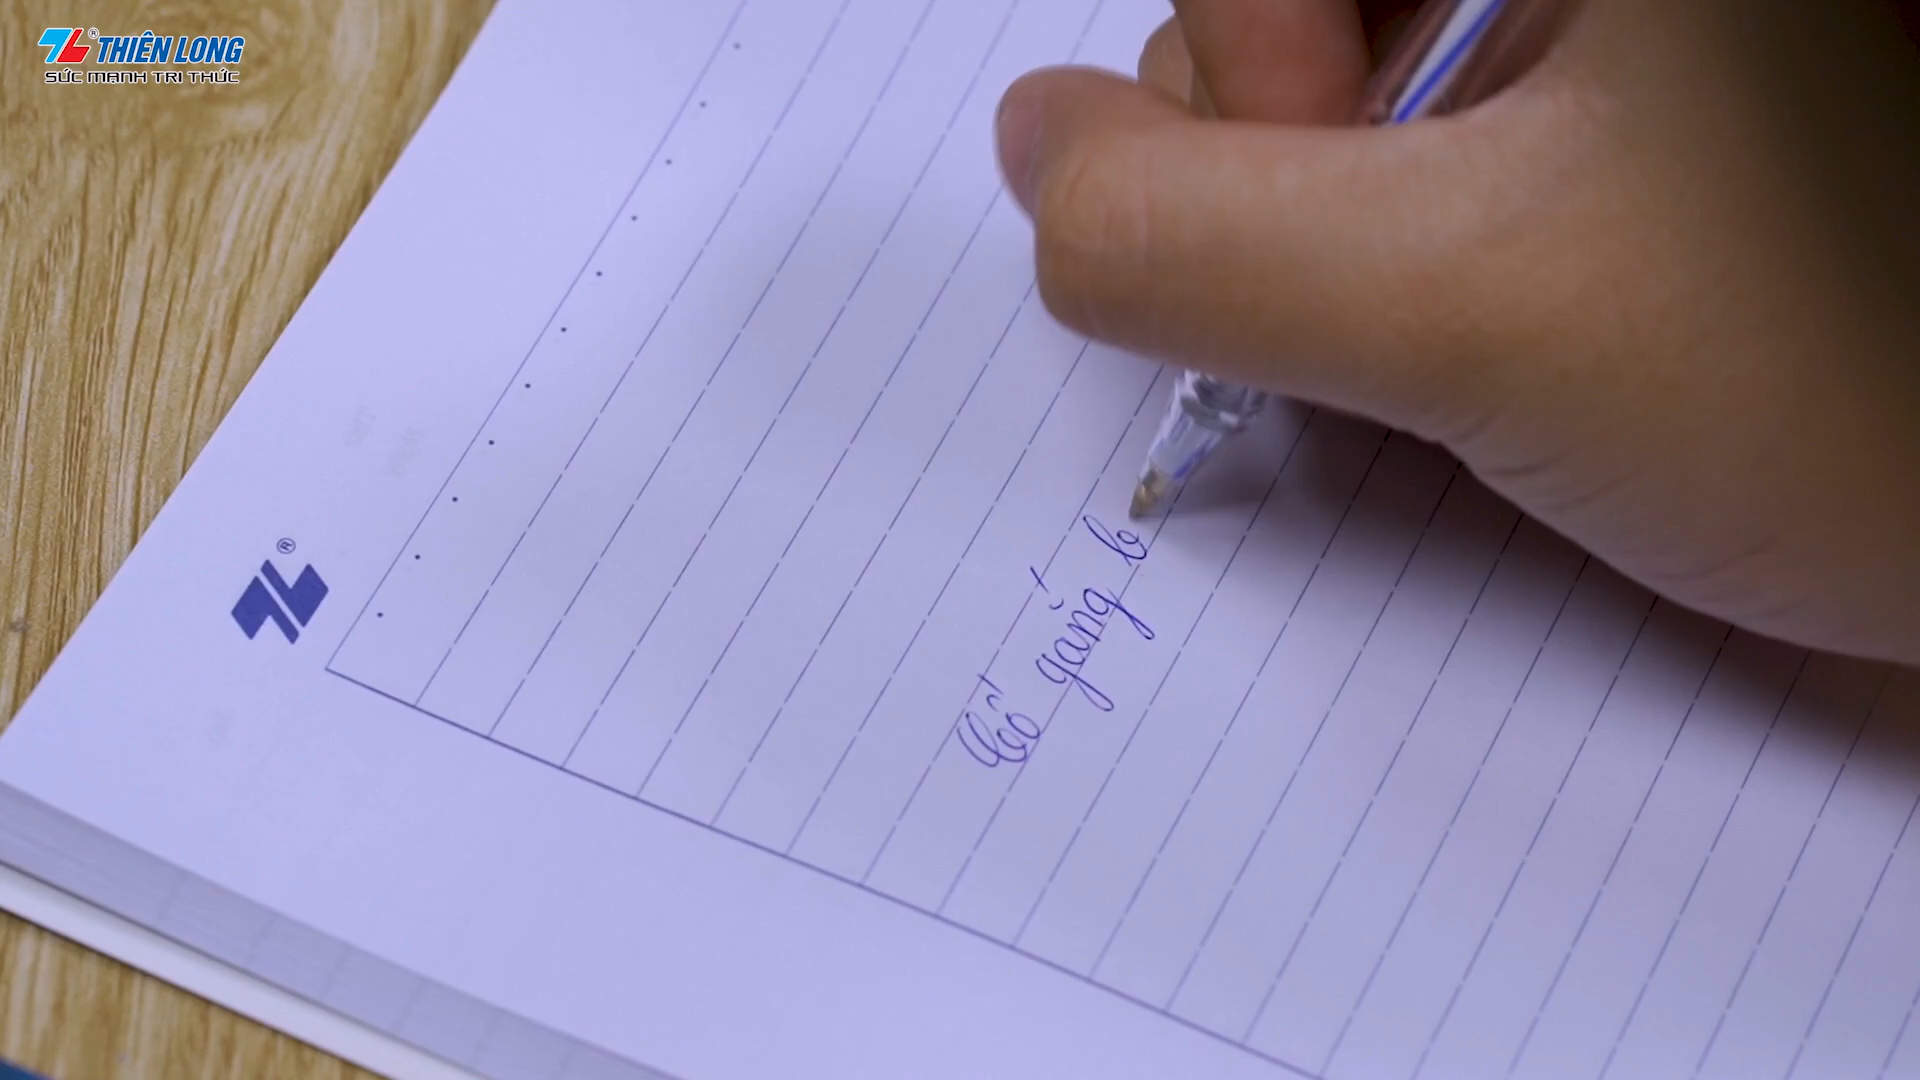 THIÊN LONG
SỨC MẠNH TRI THỨC
Cố gắng b